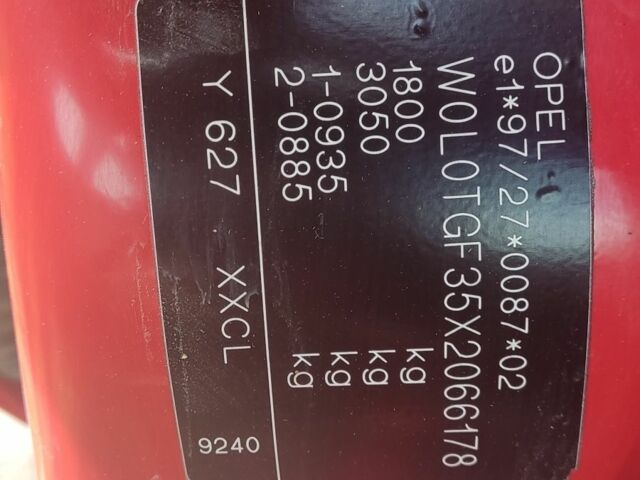 OPEL
e1*97/27*0087*02
W0L0TGF35X2066178
1800 kg
3050 kg
1-0935 kg
2-0885 kg
Y 627 XXCL
9240